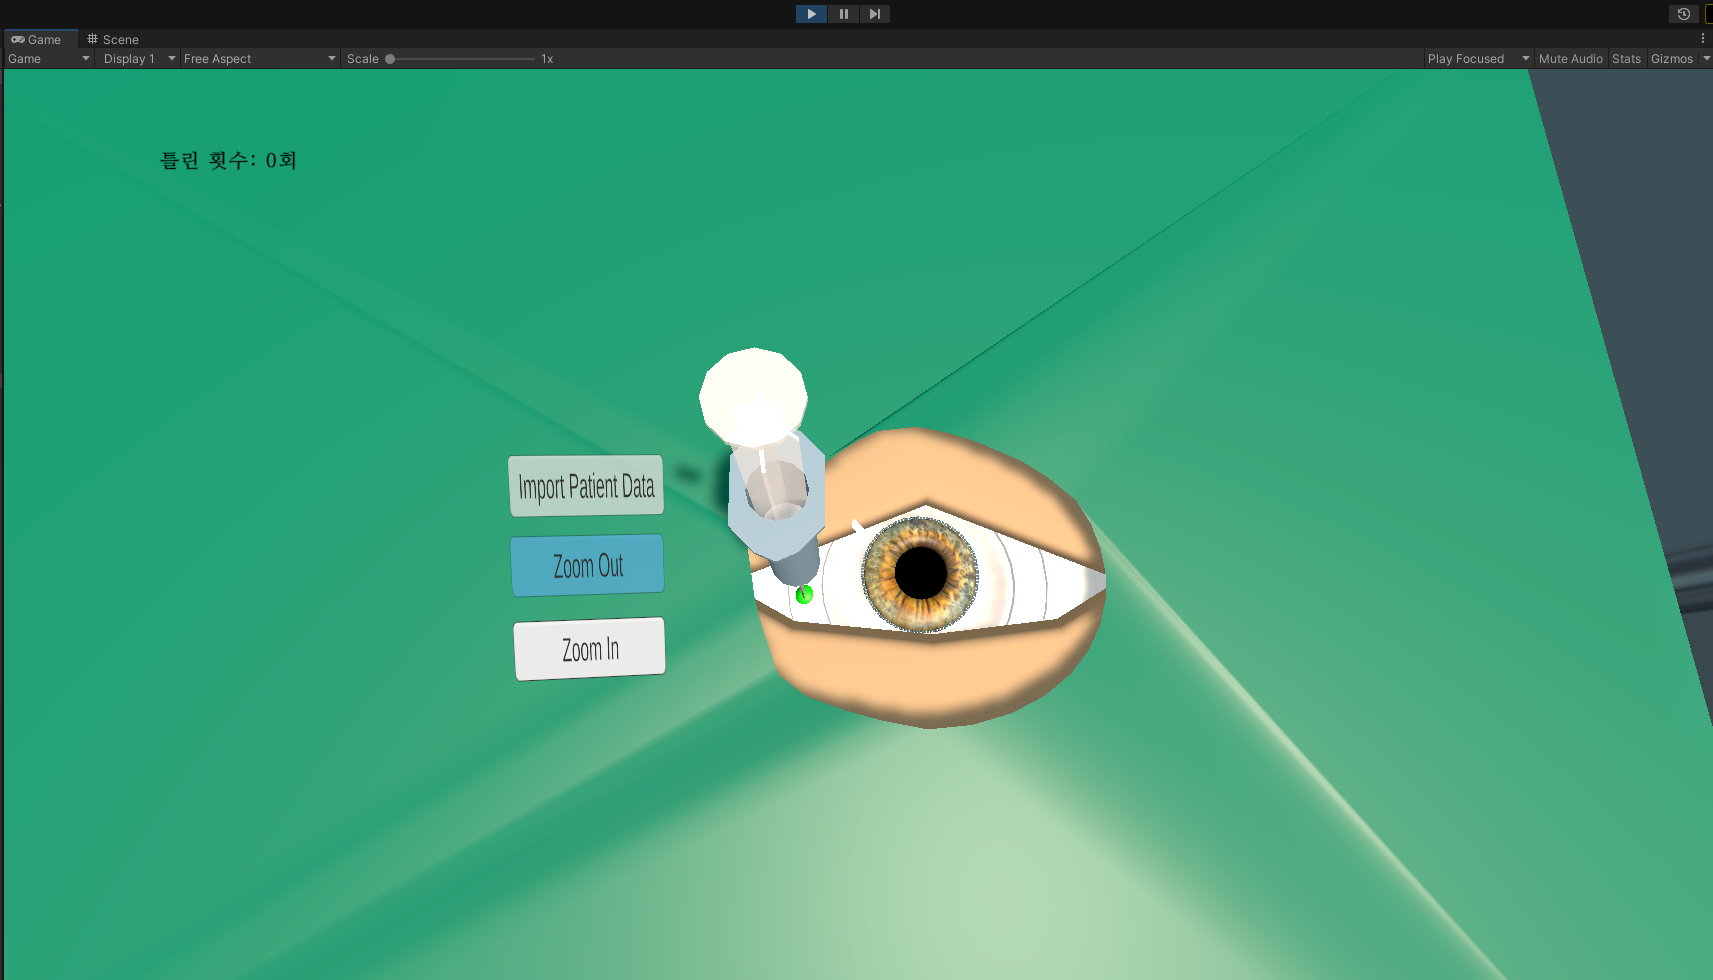 Game
Scene
Game
Display 1
Free Aspect
Scale
1x
Play Focused
Mute Audio
Stats
Gizmos
틀린 횟수: 0회
Import Patient Data
Zoom Out
Zoom In